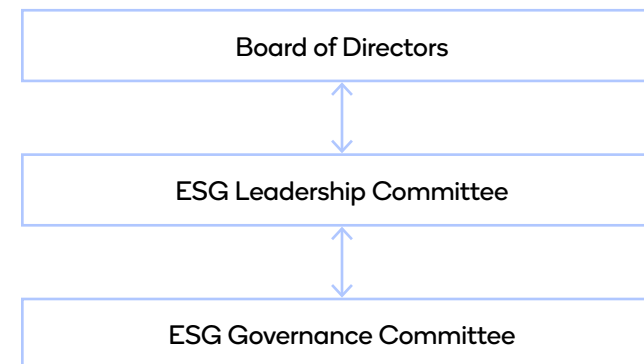 Board of Directors
ESG Leadership Committee
ESG Governance Committee